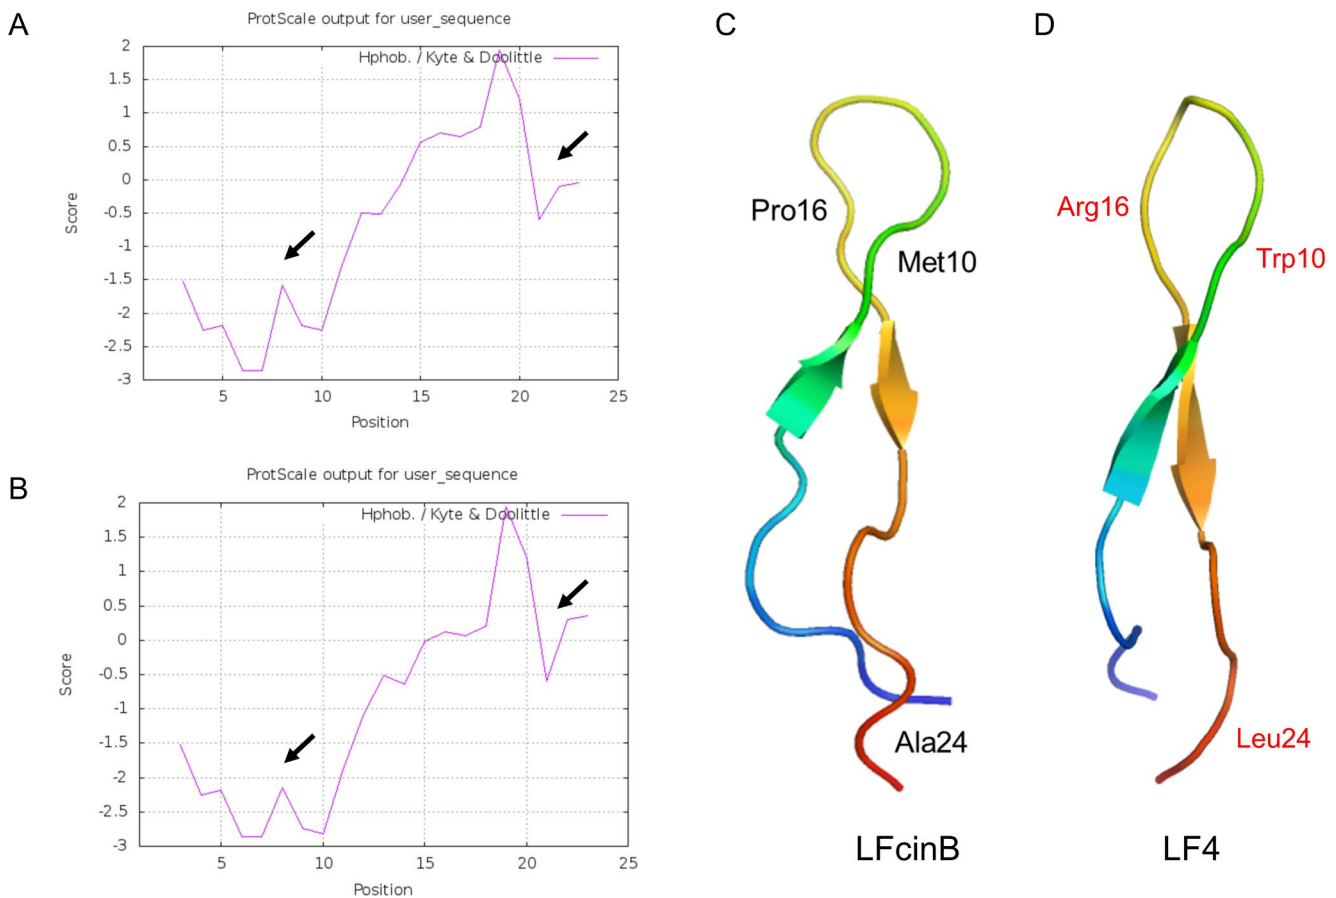 A
ProtScale output for user_sequence
Hphob. / Kyte & Doolittle
2
1.5
1
0.5
0
-0.5
-1
-1.5
-2
-2.5
-3
Score
5
10
15
20
25
Position
B
ProtScale output for user_sequence
Hphob. / Kyte & Doolittle
2
1.5
1
0.5
0
-0.5
-1
-1.5
-2
-2.5
-3
Score
5
10
15
20
25
Position
C
Pro16
Met10
Ala24
LFcinB
D
Arg16
Trp10
Leu24
LF4